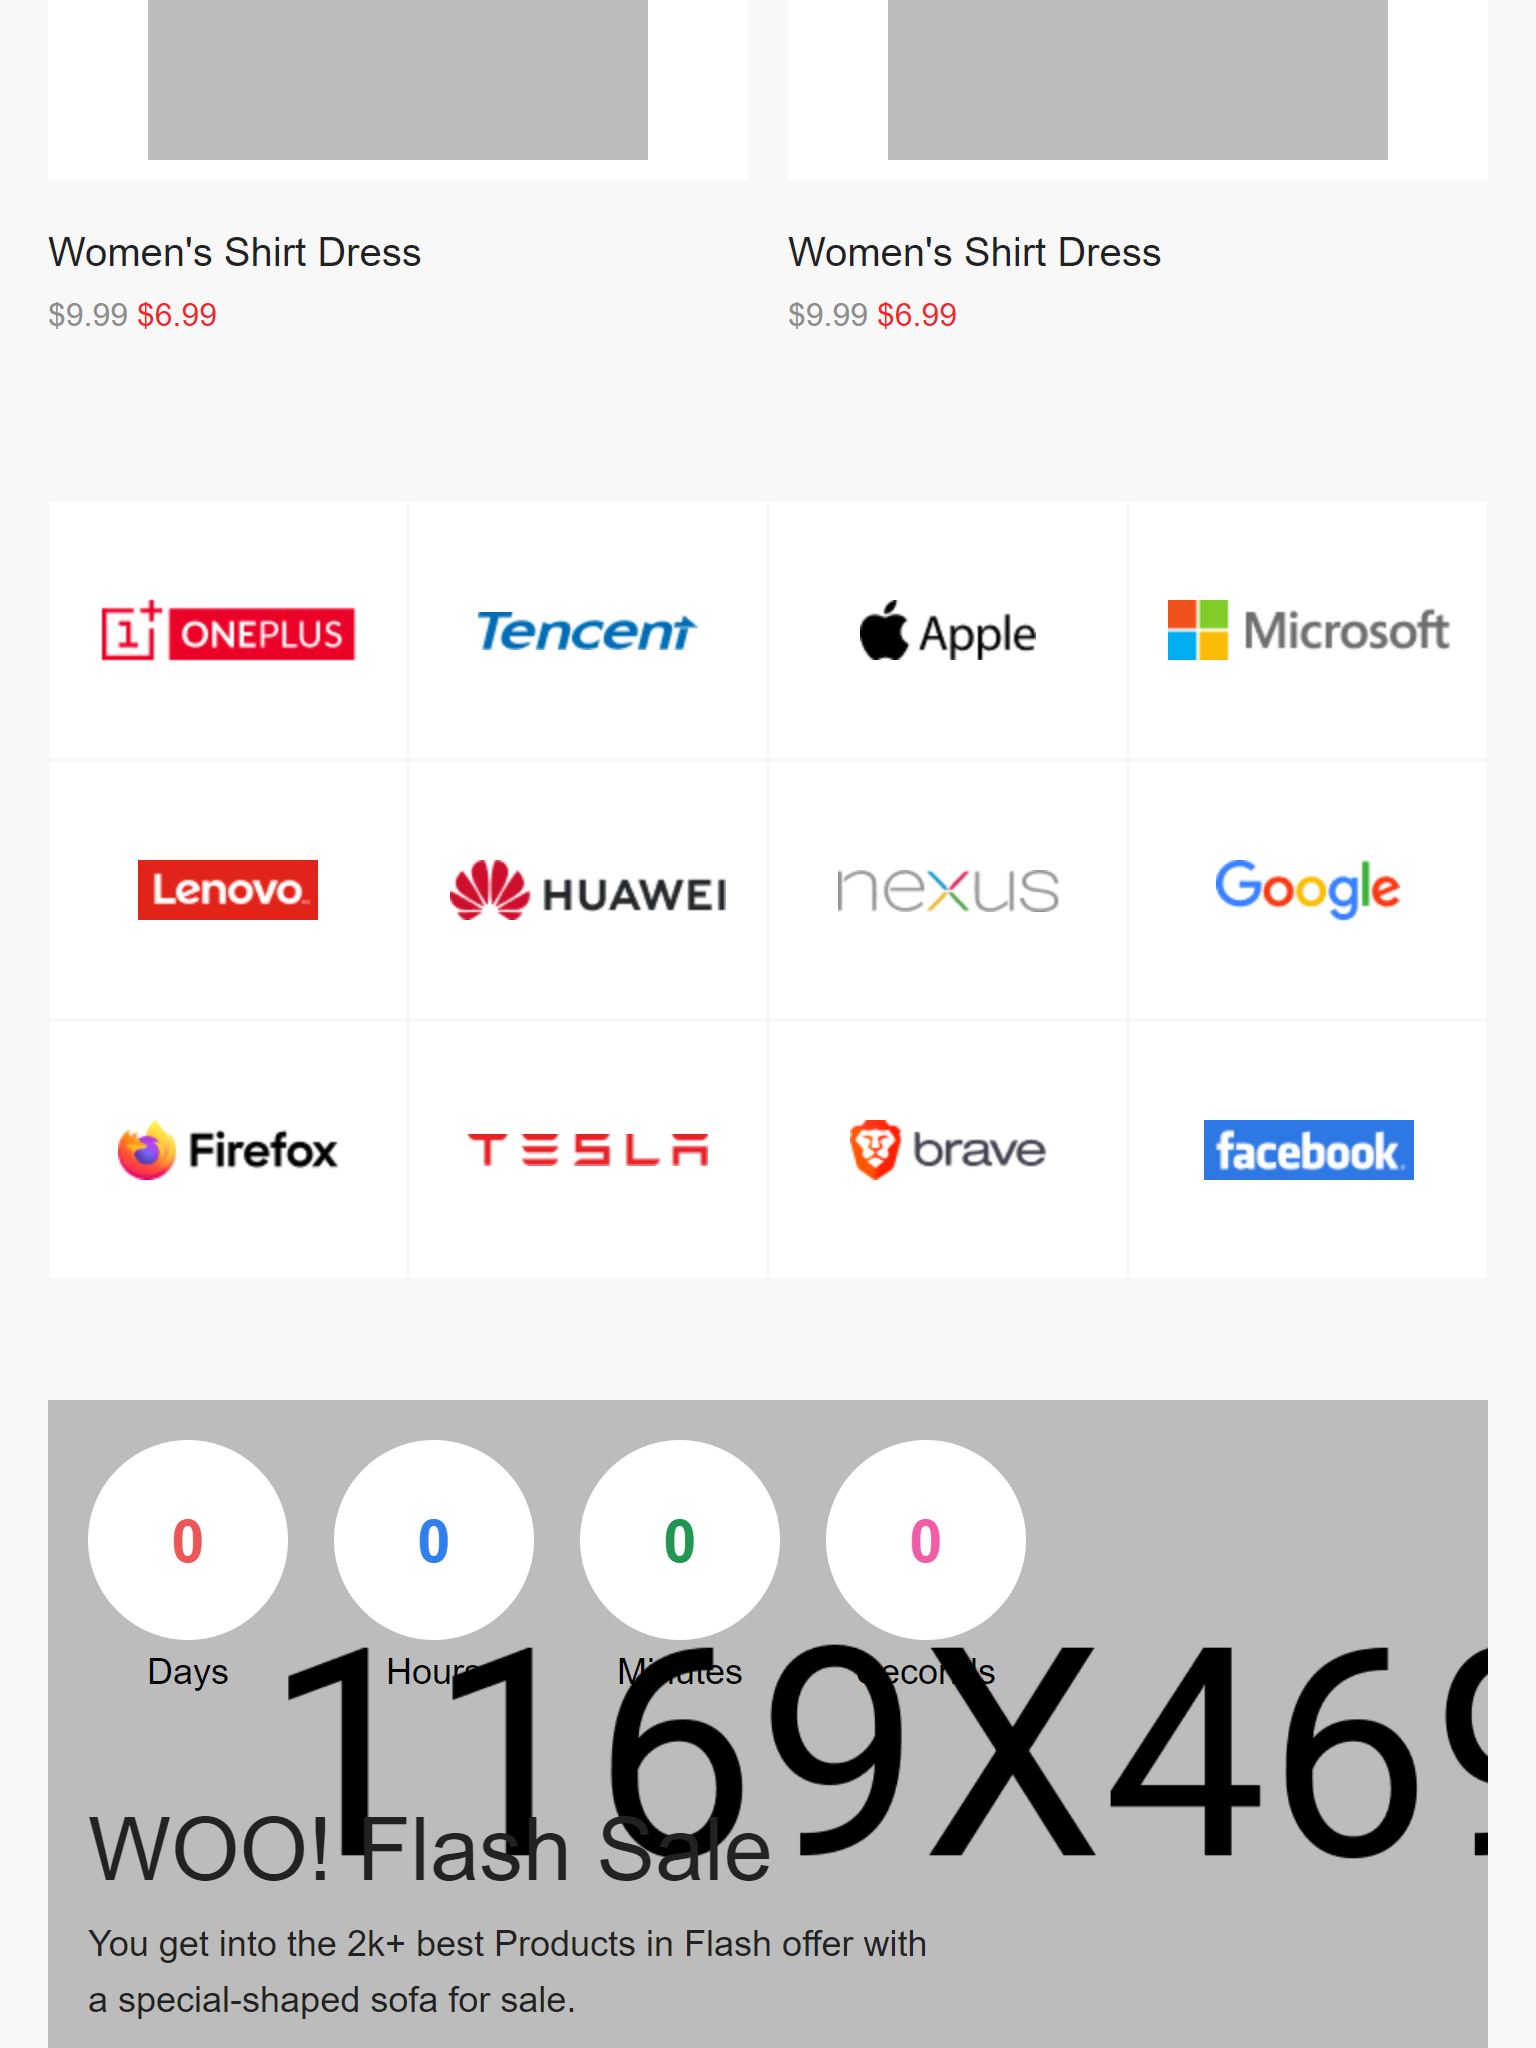 Women's Shirt Dress
Women's Shirt Dress
$9.99 $6.99
$9.99 $6.99
1+ ONEPLUS
Tencent
Apple
Microsoft
Lenovo
HUAWEI
nexus
Google
Firefox
TESLA
brave
facebook
0
0
0
0
Days
Hours
Minutes
Seconds
1169X469
WOO! Flash Sale
You get into the 2k+ best Products in Flash offer with
a special-shaped sofa for sale.